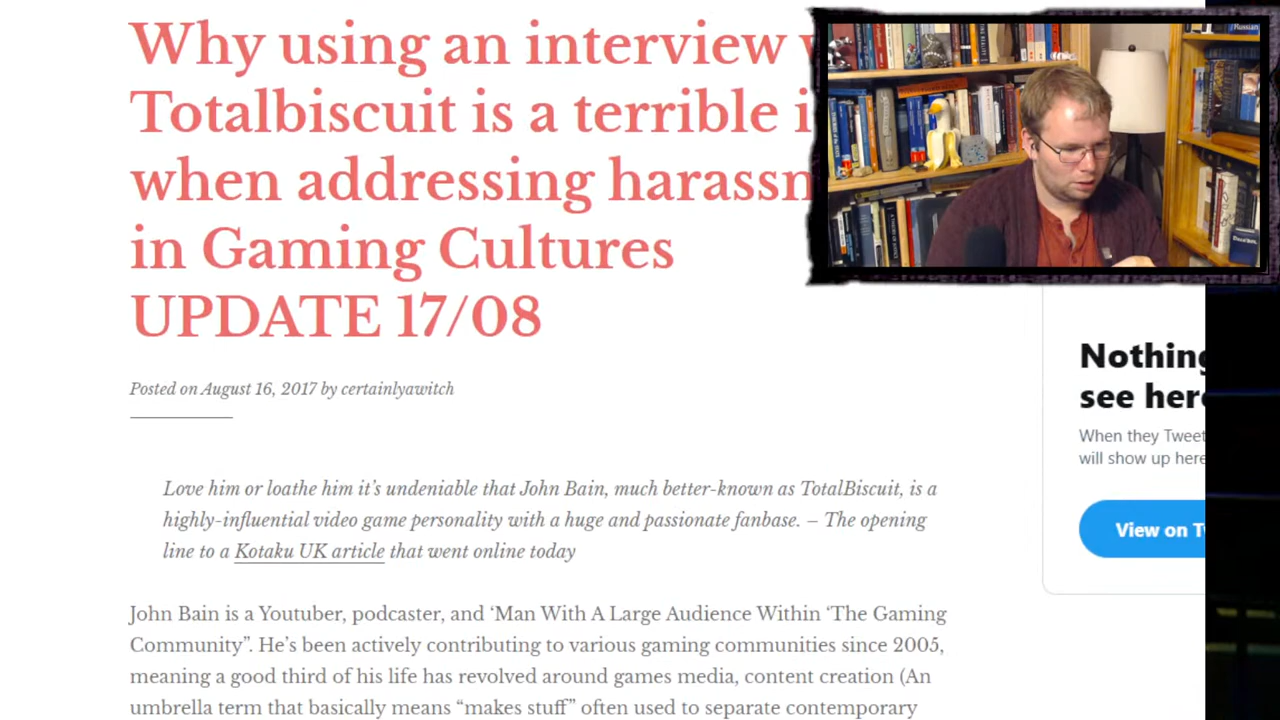 Why using an interview
Totalbiscuit is a terrible
when addressing
in Gaming Cultures
UPDATE 17/08
Posted on August 16, 2017 by certainlyawitch
Love him or loathe him it’s undeniable that John Bain, much better-known as TotalBiscuit, is a
highly-influential video game personality with a huge and passionate fanbase. – The opening
line to a Kotaku UK article that went online today
John Bain is a Youtuber, podcaster, and ‘Man With A Large Audience Within ‘The Gaming
Community”. He’s been actively contributing to various gaming communities since 2005,
meaning a good third of his life has revolved around games media, content creation (An
umbrella term that basically means “makes stuff” often used to separate contemporary
Nothing
see here
When they Tweet
will show up here
View on
Russian